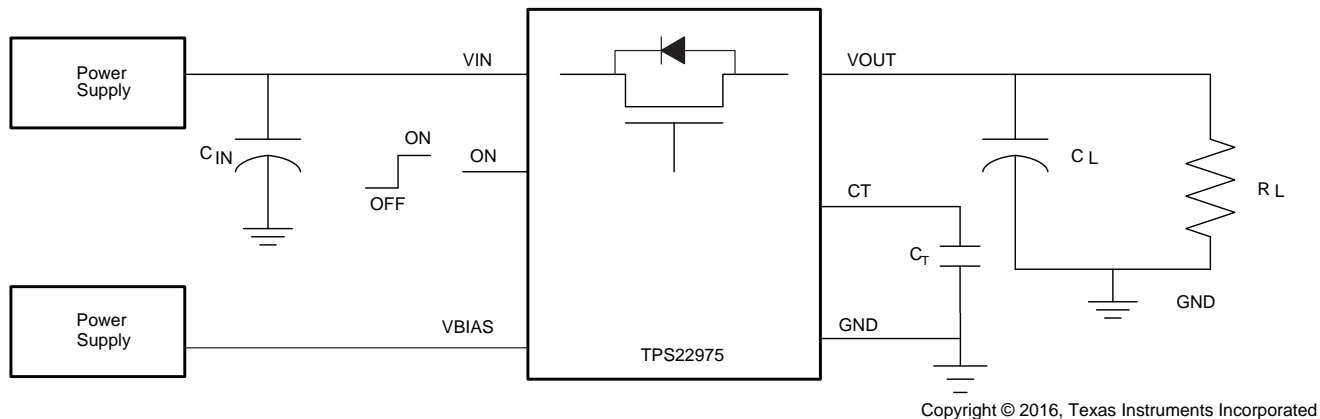 Power
Supply
VIN
VOUT
C IN
ON
OFF
ON
C L
R L
CT
C T
Power
Supply
VBIAS
GND
GND
TPS22975
Copyright © 2016, Texas Instruments Incorporated